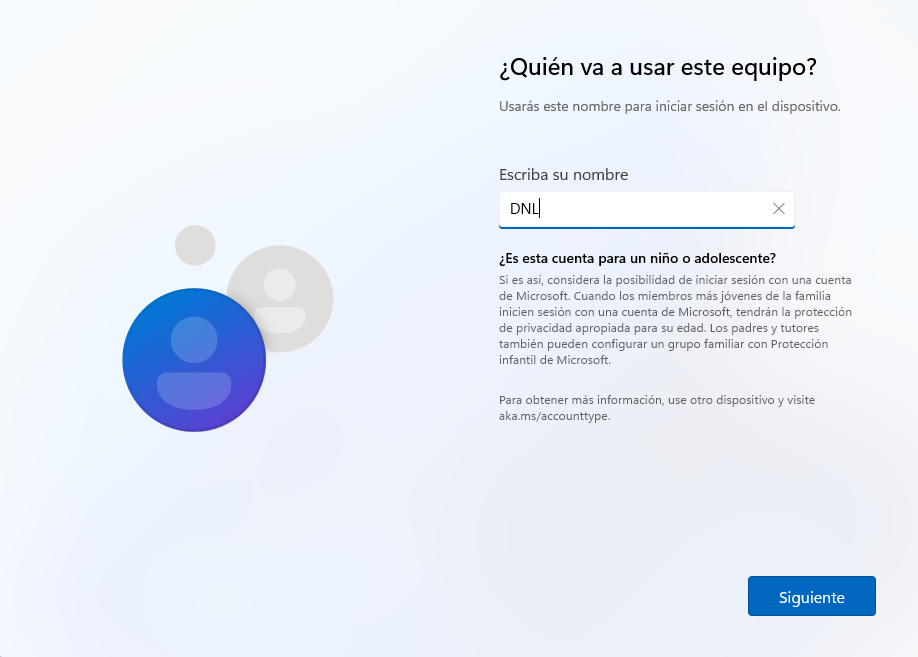 ¿Quién va a usar este equipo?
Usarás este nombre para iniciar sesión en el dispositivo.
Escriba su nombre
DNL
¿Es esta cuenta para un niño o adolescente?
Si es así, considera la posibilidad de iniciar sesión con una cuenta
de Microsoft. Cuando los miembros más jóvenes de la familia
inicien sesión con una cuenta de Microsoft, tendrán la protección
de privacidad apropiada para su edad. Los padres y tutores
también pueden configurar un grupo familiar con Protección
infantil de Microsoft.
Para obtener más información, use otro dispositivo y visite
aka.ms/accounttype.
Siguiente